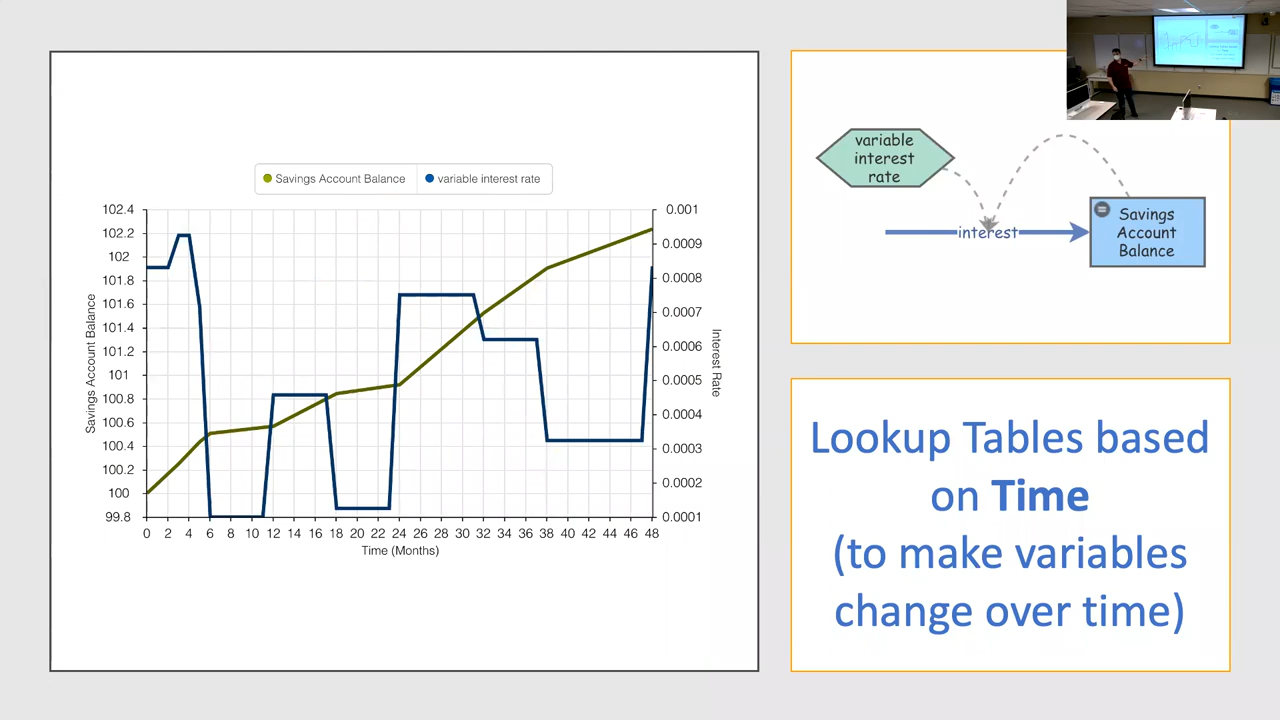 Savings Account Balance
variable interest rate
102.4
102.2
102
101.8
101.6
101.4
101.2
101
100.8
100.6
100.4
100.2
100
99.8
Savings Account Balance
0.001
0.0009
0.0008
0.0007
0.0006
0.0005
0.0004
0.0003
0.0002
0.0001
Interest Rate
0 2 4 6 8 10 12 14 16 18 20 22 24 26 28 30 32 34 36 38 40 42 44 46 48
Time (Months)
variable
interest
rate
interest
Savings
Account
Balance
Lookup Tables based
on Time
(to make variables
change over time)